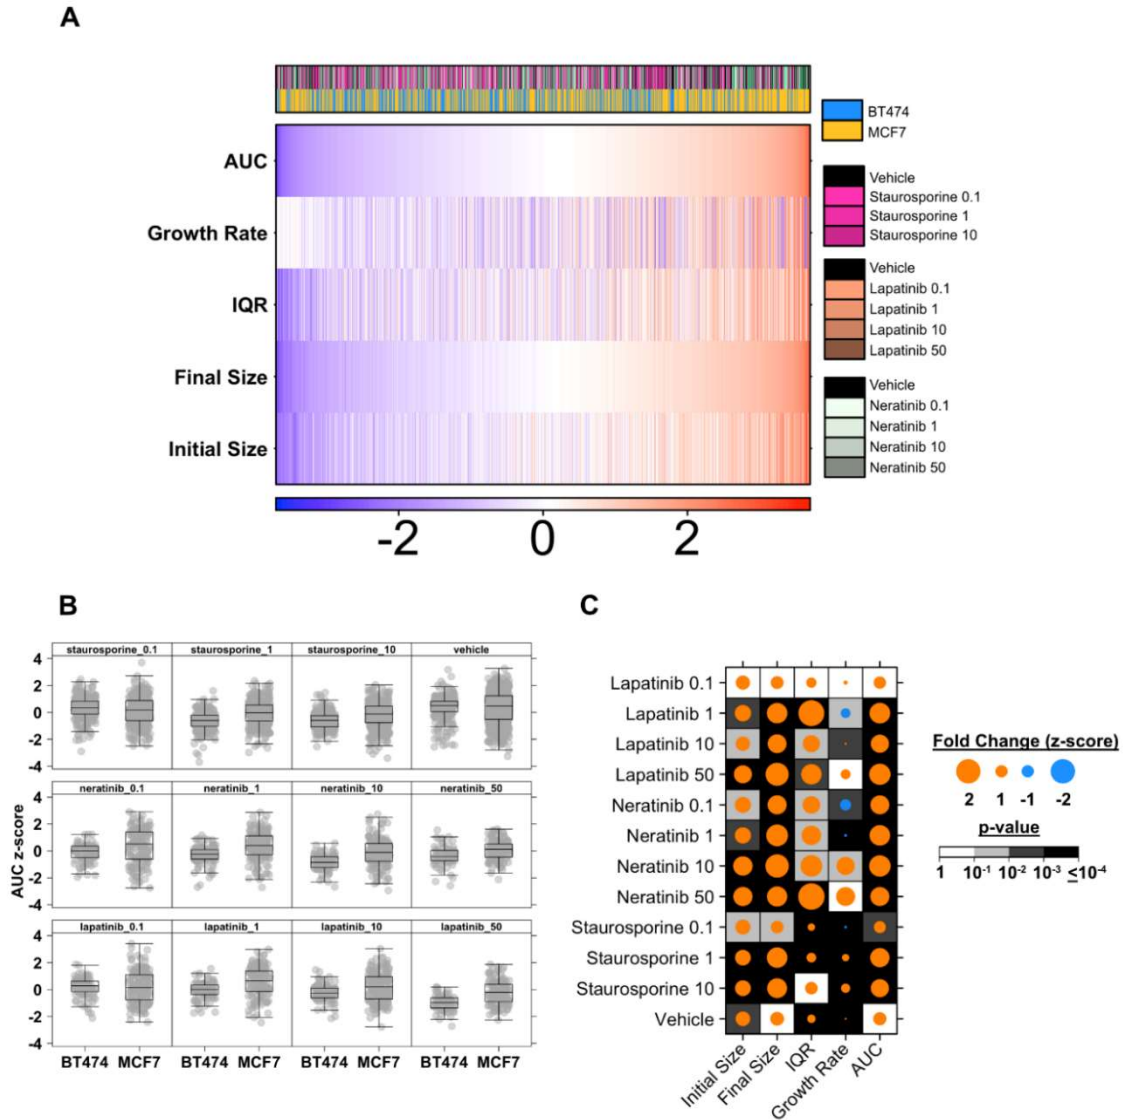 A
AUC
Growth Rate
IQR
Final Size
Initial Size
-2 0 2
BT474
MCF7
Vehicle
Staurosporine 0.1
Staurosporine 1
Staurosporine 10
Vehicle
Lapatinib 0.1
Lapatinib 1
Lapatinib 10
Lapatinib 50
Vehicle
Neratinib 0.1
Neratinib 1
Neratinib 10
Neratinib 50
B
AUC z-score
staurosporine_0.1 staurosporine_1 staurosporine_10 vehicle
4
2
0
-2
-4
neratinib_0.1 neratinib_1 neratinib_10 neratinib_50
4
2
0
-2
-4
lapatinib_0.1 lapatinib_1 lapatinib_10 lapatinib_50
4
2
0
-2
-4
BT474 MCF7 BT474 MCF7 BT474 MCF7 BT474 MCF7
C
Lapatinib 0.1
Lapatinib 1
Lapatinib 10
Lapatinib 50
Neratinib 0.1
Neratinib 1
Neratinib 10
Neratinib 50
Staurosporine 0.1
Staurosporine 1
Staurosporine 10
Vehicle
Initial Size
Final Size
IQR
Growth Rate
AUC
Fold Change (z-score)
2 1 -1 -2
p-value
1 10⁻¹ 10⁻² 10⁻³ ≤10⁻⁴